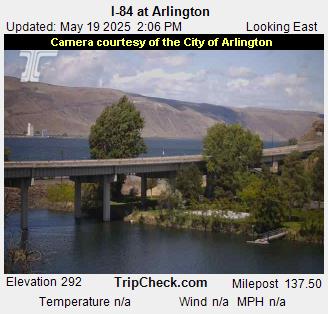 I-84 at Arlington
Updated: May 19 2025 2:06 PM Looking East
Camera courtesy of the City of Arlington
Elevation 292 TripCheck.com Milepost 137.50
Temperature n/a Wind n/a MPH n/a